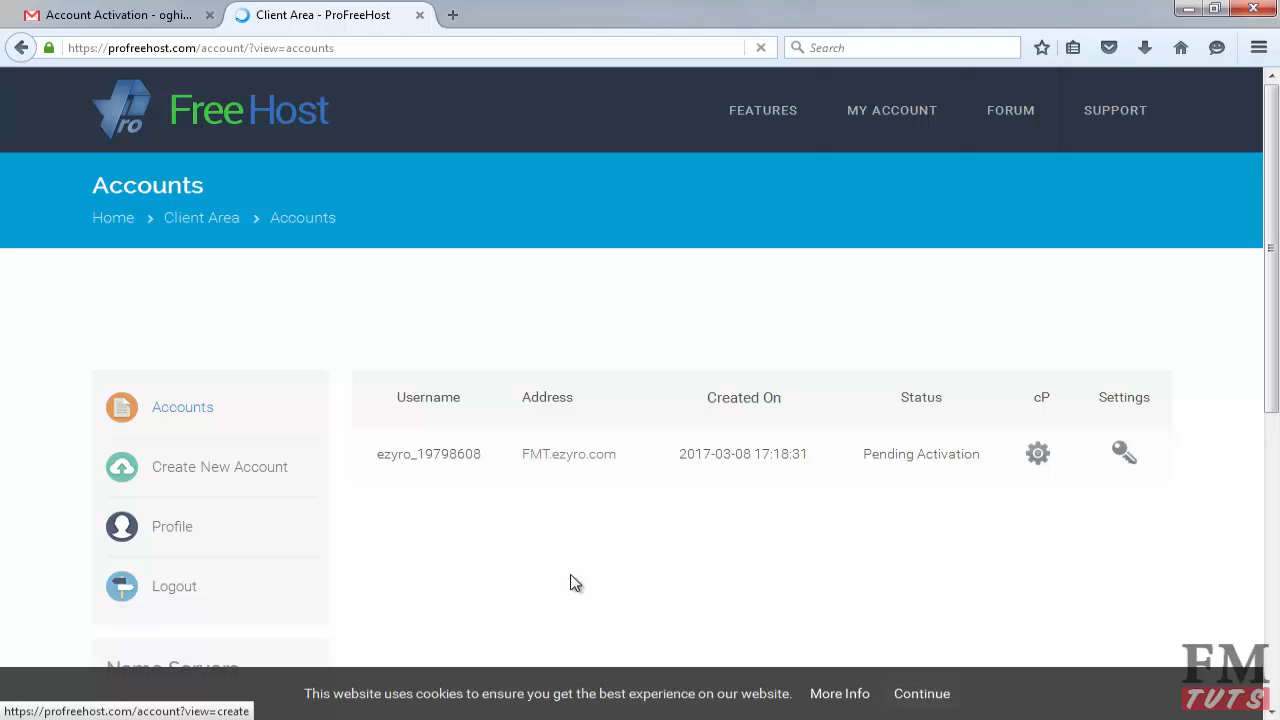 Account Activation - oghi...
Client Area - ProFreeHost
https://profreehost.com/account/?view=accounts
Search
ro FreeHost
FEATURES
MY ACCOUNT
FORUM
SUPPORT
Accounts
Home > Client Area > Accounts
Accounts
Create New Account
Profile
Logout
Name Servers
Username Address Created On Status cP Settings
ezyro_19798608 FMT.ezyro.com 2017-03-08 17:18:31 Pending Activation
This website uses cookies to ensure you get the best experience on our website. More Info Continue
https://profreehost.com/account?view=create
FM
TUTS